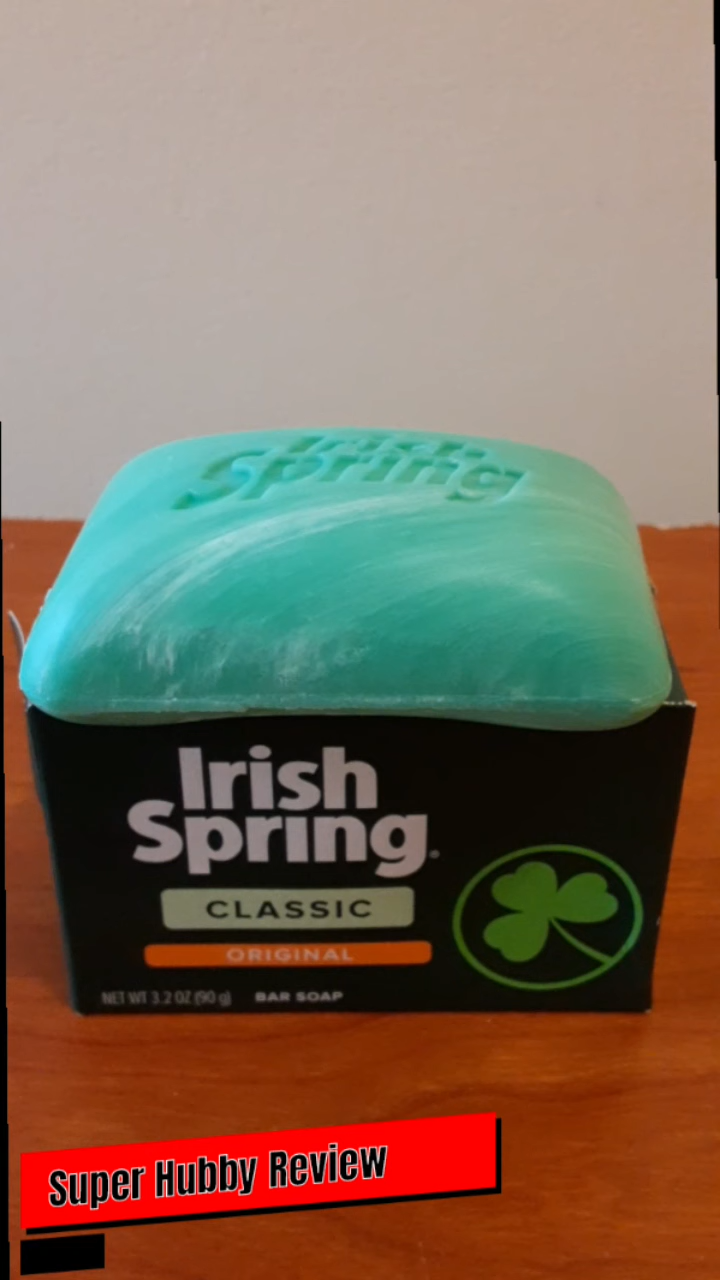 Irish
Spring
Irish
Spring.
CLASSIC
ORIGINAL
NET WT 3.2 OZ (90 g) BAR SOAP
Super Hubby Review